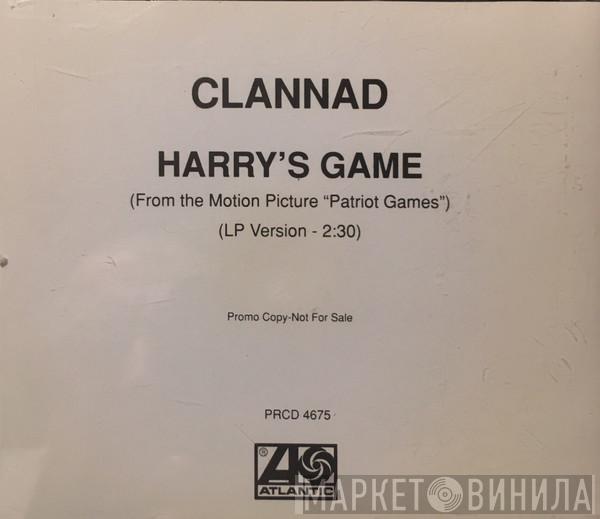 CLANNAD
HARRY'S GAME
(From the Motion Picture “Patriot Games”)
(LP Version - 2:30)
Promo Copy-Not For Sale
PRCD 4675
®
ATLANTIC
МАРКЕТ ВИНИЛА